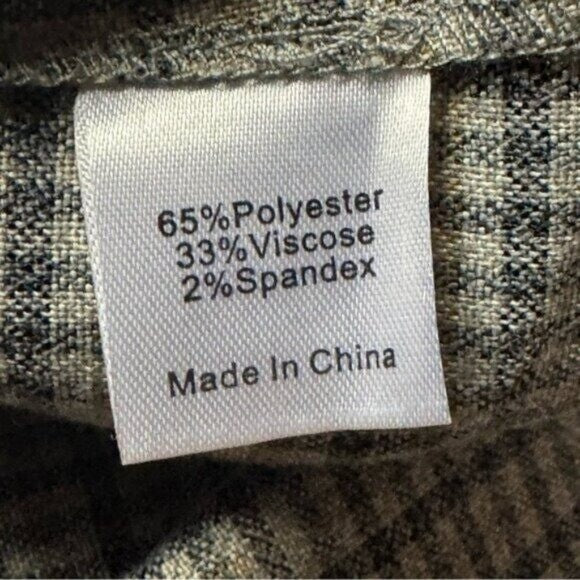 65%Polyester
33%Viscose
2%Spandex
Made In China